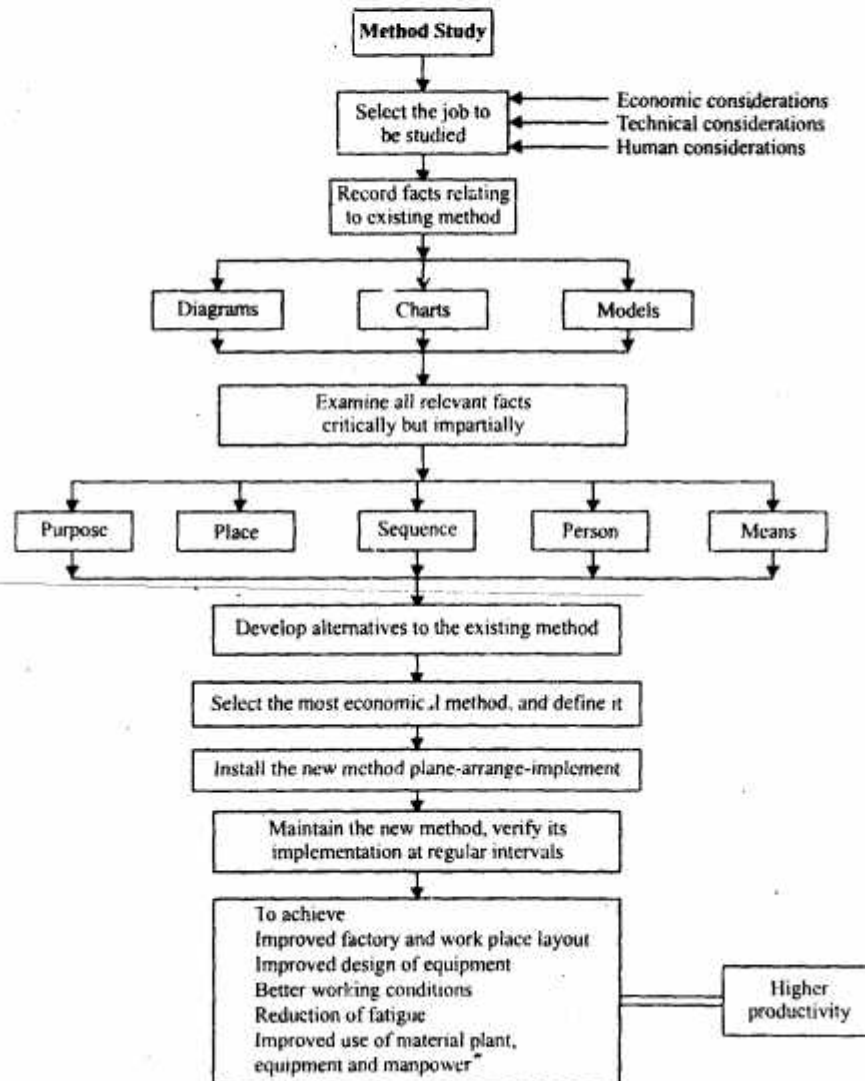 Method Study
Select the job to
be studied
Economic considerations
Technical considerations
Human considerations
Record facts relating
to existing method
Diagrams
Charts
Models
Examine all relevant facts
critically but impartially
Purpose
Place
Sequence
Person
Means
Develop alternatives to the existing method
Select the most economical method, and define it
Install the new method plane-arrange-implement
Maintain the new method, verify its
implementation at regular intervals
To achieve
Improved factory and work place layout
Improved design of equipment
Better working conditions
Reduction of fatigue
Improved use of material plant,
equipment and manpower
Higher
productivity